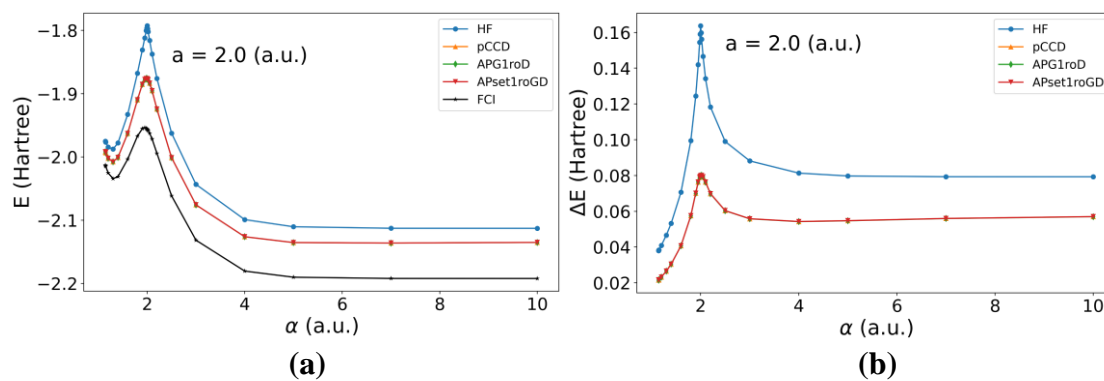 a = 2.0 (a.u.)
HF
pCCD
APG1roD
APset1roGD
FCI
E (Hartree)
−1.8
−1.9
−2.0
−2.1
−2.2
2
4
6
8
10
α (a.u.)
(a)
a = 2.0 (a.u.)
HF
pCCD
APG1roD
APset1roGD
ΔE (Hartree)
0.16
0.14
0.12
0.10
0.08
0.06
0.04
0.02
2
4
6
8
10
α (a.u.)
(b)